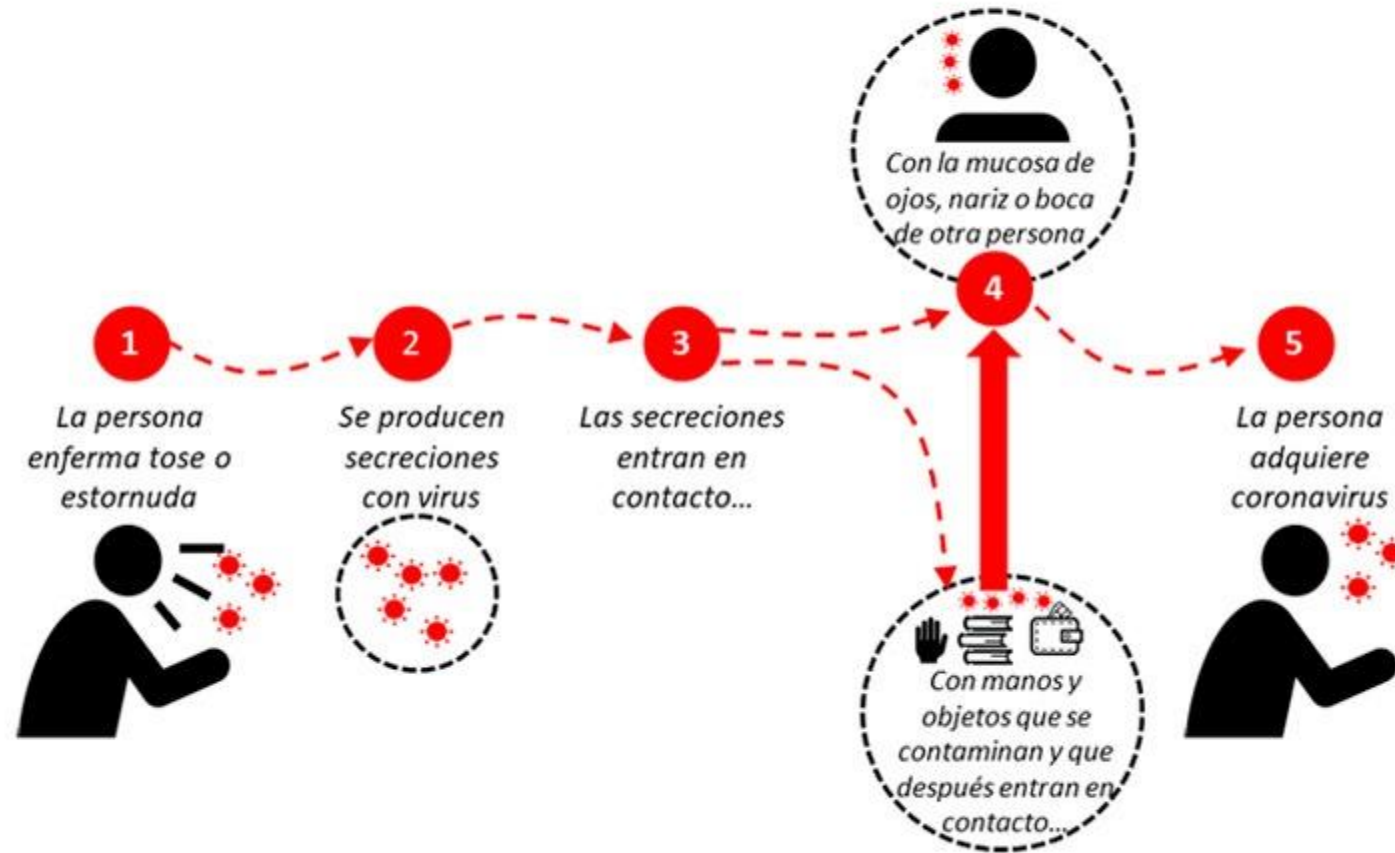 1
La persona
enferma tose o
estornuda
2
Se producen
secreciones
con virus
3
Las secreciones
entran en
contacto...
Con la mucosa de
ojos, nariz o boca
de otra persona
4
Con manos y
objetos que se
contaminan y que
después entran en
contacto...
5
La persona
adquiere
coronavirus